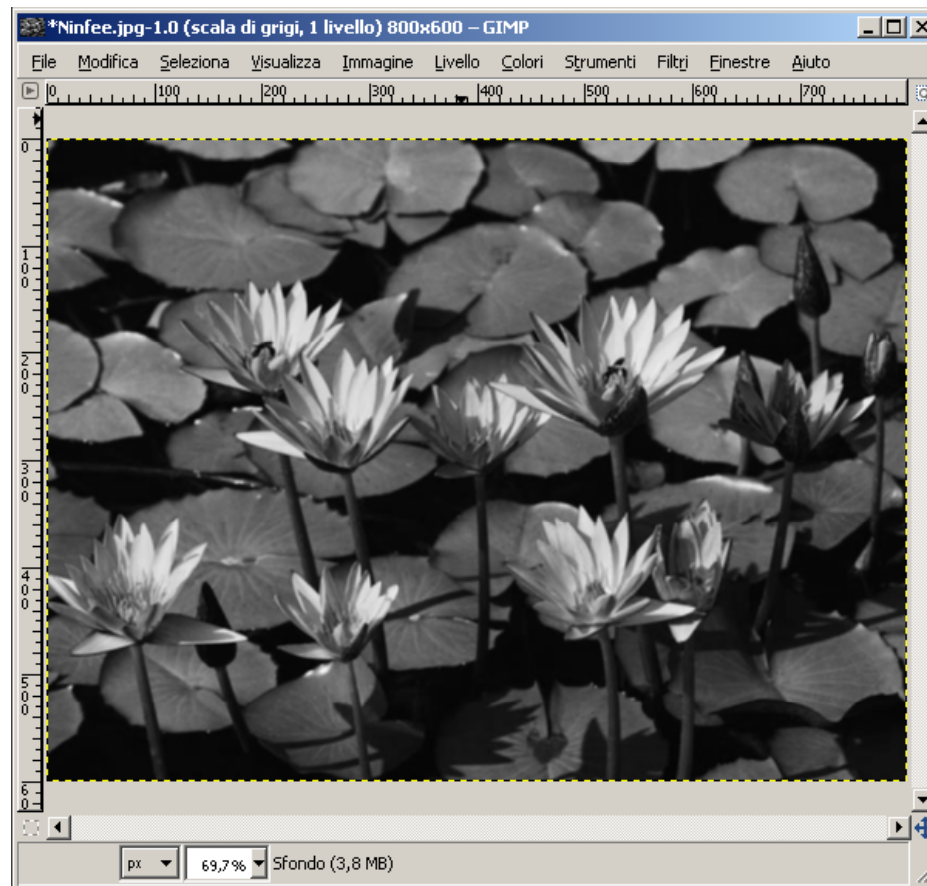 *Ninfee.jpg-1.0 (scala di grigi, 1 livello) 800x600 – GIMP
File Modifica Seleziona Visualizza Immagine Livello Colori Strumenti Filtri Finestre Aiuto
0 100 200 300 400 500 600 700
0
100
200
300
400
500
60
px 69,7% Sfondo (3,8 MB)